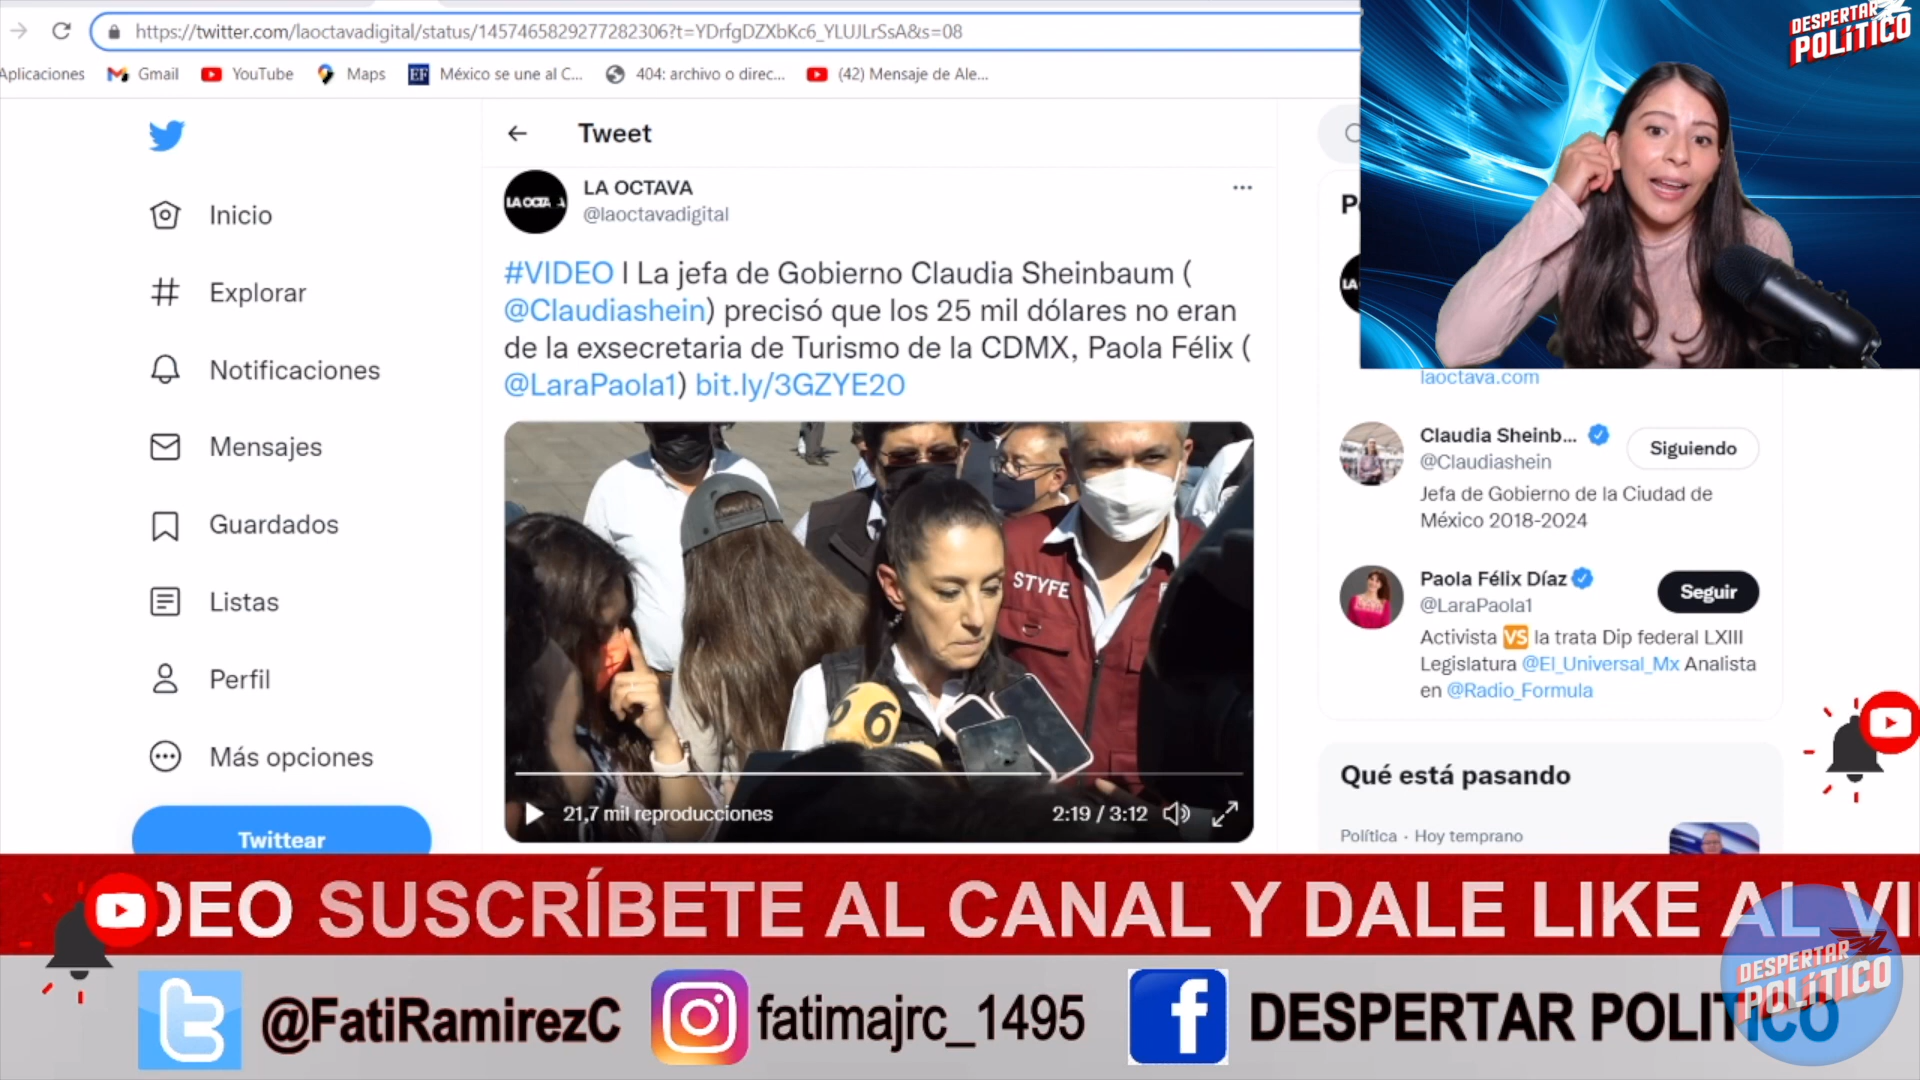 https://twitter.com/laoctavadigital/status/1457465829277282306?t=YDrfgDZXbKc6_YLUJLrSsA&s=08
Aplicaciones
Gmail
YouTube
Maps
EF
México se une al C...
404: archivo o direc...
(42) Mensaje de Ale...
DESPERTAR
POLÍTICO
Inicio
Explorar
Notificaciones
Mensajes
Guardados
Listas
Perfil
Más opciones
Twittear
Tweet
LA OCTAVA
@laoctavadigital
#VIDEO | La jefa de Gobierno Claudia Sheinbaum (
@Claudiashein) precisó que los 25 mil dólares no eran
de la exsecretaria de Turismo de la CDMX, Paola Félix (
@LaraPaola1) bit.ly/3GZYE2O
STYFE
6
21,7 mil reproducciones
2:19 / 3:12
laoctava.com
Claudia Sheinb...
Siguiendo
@Claudiashein
Jefa de Gobierno de la Ciudad de
México 2018-2024
Paola Félix Díaz
Seguir
@LaraPaola1
Activista VS la trata Dip federal LXIII
Legislatura @El_Universal_Mx Analista
en @Radio_Formula
Qué está pasando
Política · Hoy temprano
DEO SUSCRÍBETE AL CANAL Y DALE LIKE AL VI
@FatiRamirezC
fatimajrc_1495
DESPERTAR POLITICO
DESPERTAR
POLÍTICO